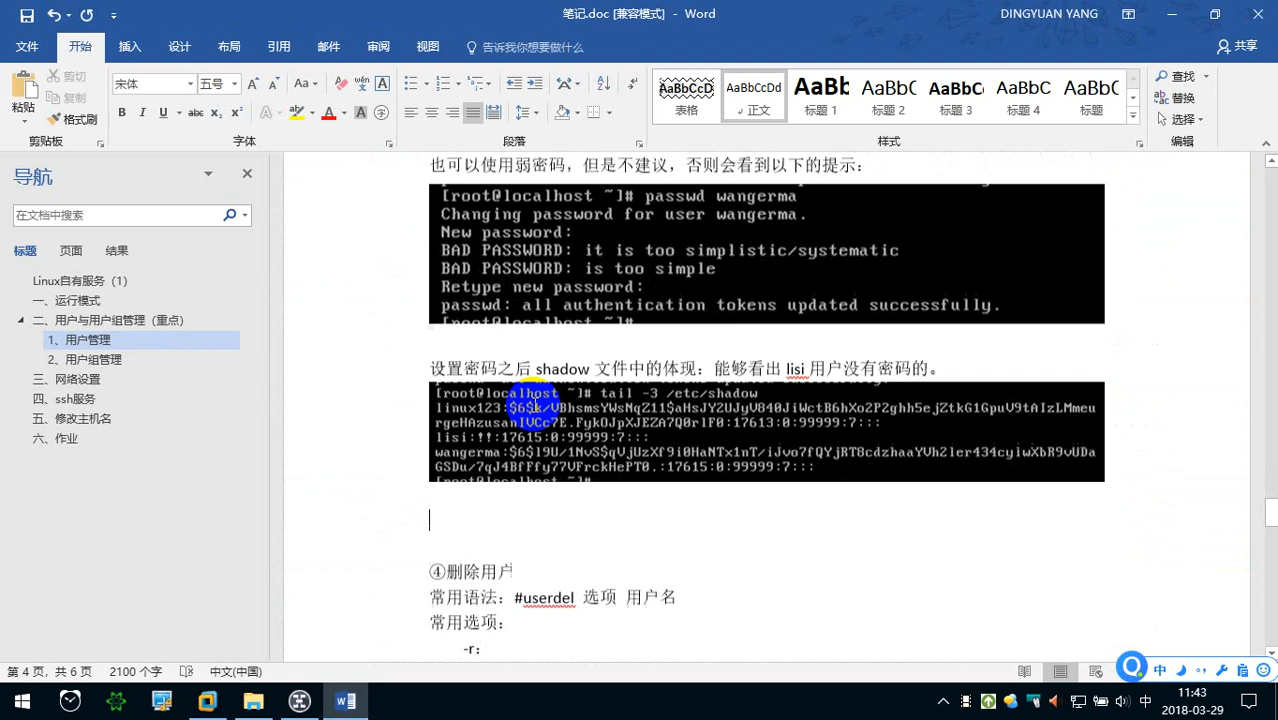 笔记.doc [兼容模式] - Word
DINGYUAN YANG
文件
开始
插入
设计
布局
引用
邮件
审阅
视图
告诉我你想要做什么
共享
粘贴
剪切
复制
格式刷
剪贴板
宋体
五号
字体
段落
AaBbCcD
表格
AaBbCcDd
正文
AaBb
标题 1
AaBbC
标题 2
AaBbC
标题 3
AaBbC
标题 4
AaBbC
标题
样式
查找
替换
选择
编辑
导航
在文档中搜索
标题
页面
结果
Linux自有服务(1)
一、运行模式
二、用户与用户组管理(重点)
1、用户管理
2、用户组管理
三、网络设置
四、ssh服务
五、修改主机名
六、作业
也可以使用弱密码,但是不建议,否则会看到以下的提示:
[root@localhost ~]# passwd wangerma
Changing password for user wangerma.
New password:
BAD PASSWORD: it is too simplistic/systematic
BAD PASSWORD: is too simple
Retype new password:
passwd: all authentication tokens updated successfully.
[root@localhost ~]#
设置密码之后 shadow 文件中的体现:能够看出 lisi 用户没有密码的。
[root@localhost ~]# tail -3 /etc/shadow
lisi:!!:17615:0:99999:7:::
[root@localhost ~]#
④删除用户
常用语法:#userdel 选项 用户名
常用选项:
-r:
第 4 页,共 6 页
2100 个字
中文(中国)
中
中
11:43
2018-03-29